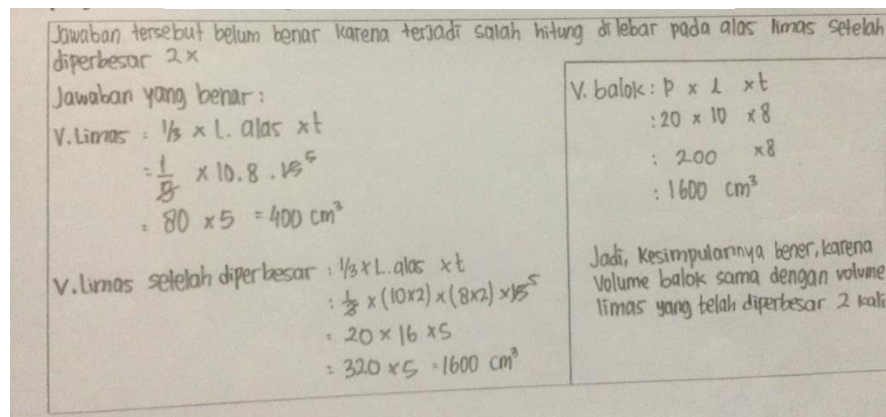 Jawaban tersebut belum benar karena terjadi salah hitung di lebar pada alas limas setelah
diperbesar 2x
Jawaban yang benar :
V. Limas = 1/3 x L. alas x t
= 1/3 x 10.8 . 15 5
= 80 x 5 = 400 cm³
V. limas setelah diperbesar : 1/3 x L. alas x t
: 1/3 x (10x2) x (8x2) x 15 5
= 20 x 16 x 5
: 320 x 5 = 1600 cm³
V. balok : p x l x t
: 20 x 10 x 8
: 200 x 8
: 1600 cm³
Jadi, Kesimpulannya bener, karena
Volume balok sama dengan volume
limas yang telah diperbesar 2 kali